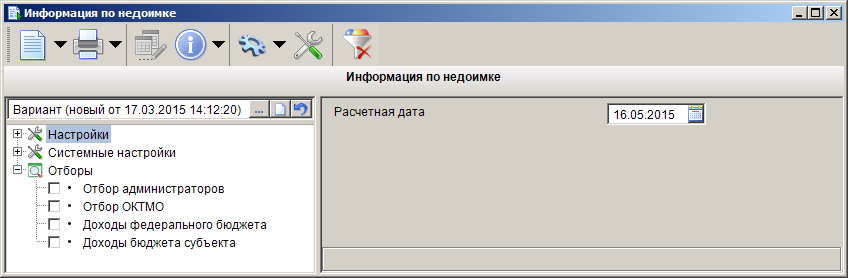 Информация по недоимке
Информация по недоимке
Вариант (новый от 17.03.2015 14:12:20) ...
Расчетная дата 16.05.2015
Настройки
Системные настройки
Отборы
Отбор администраторов
Отбор ОКТМО
Доходы федерального бюджета
Доходы бюджета субъекта